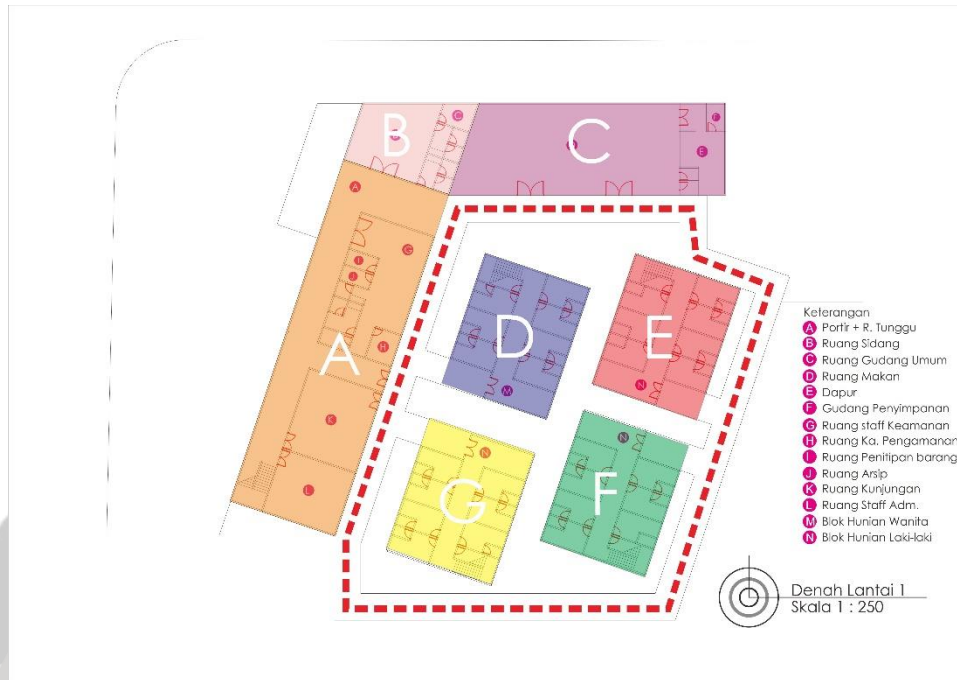 B
C
C
F
D
E
A
G
I
J
H
A
K
L
D
M
E
N
N
G
N
F
Keterangan
A Portir + R. Tunggu
B Ruang Sidang
C Ruang Gudang Umum
D Ruang Makan
E Dapur
F Gudang Penyimpanan
G Ruang staff Keamanan
H Ruang Ka. Pengamanan
I Ruang Penitipan barang
J Ruang Arsip
K Ruang Kunjungan
L Ruang Staff Adm.
M Blok Hunian Wanita
N Blok Hunian Laki-laki
Denah Lantai 1
Skala 1 : 250